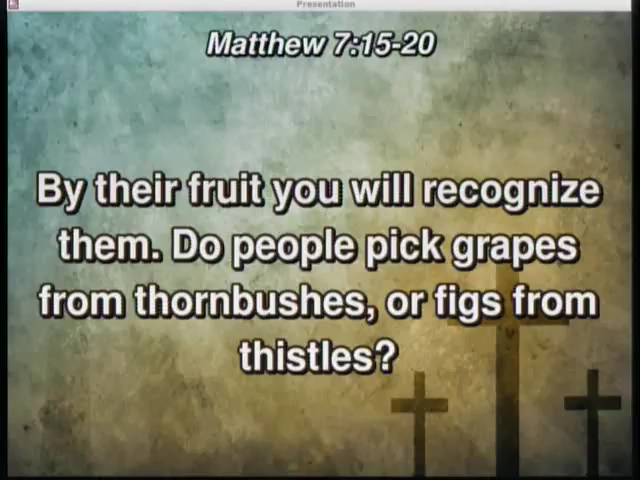 Presentation
Matthew 7:15-20
By their fruit you will recognize
them. Do people pick grapes
from thornbushes, or figs from
thistles?